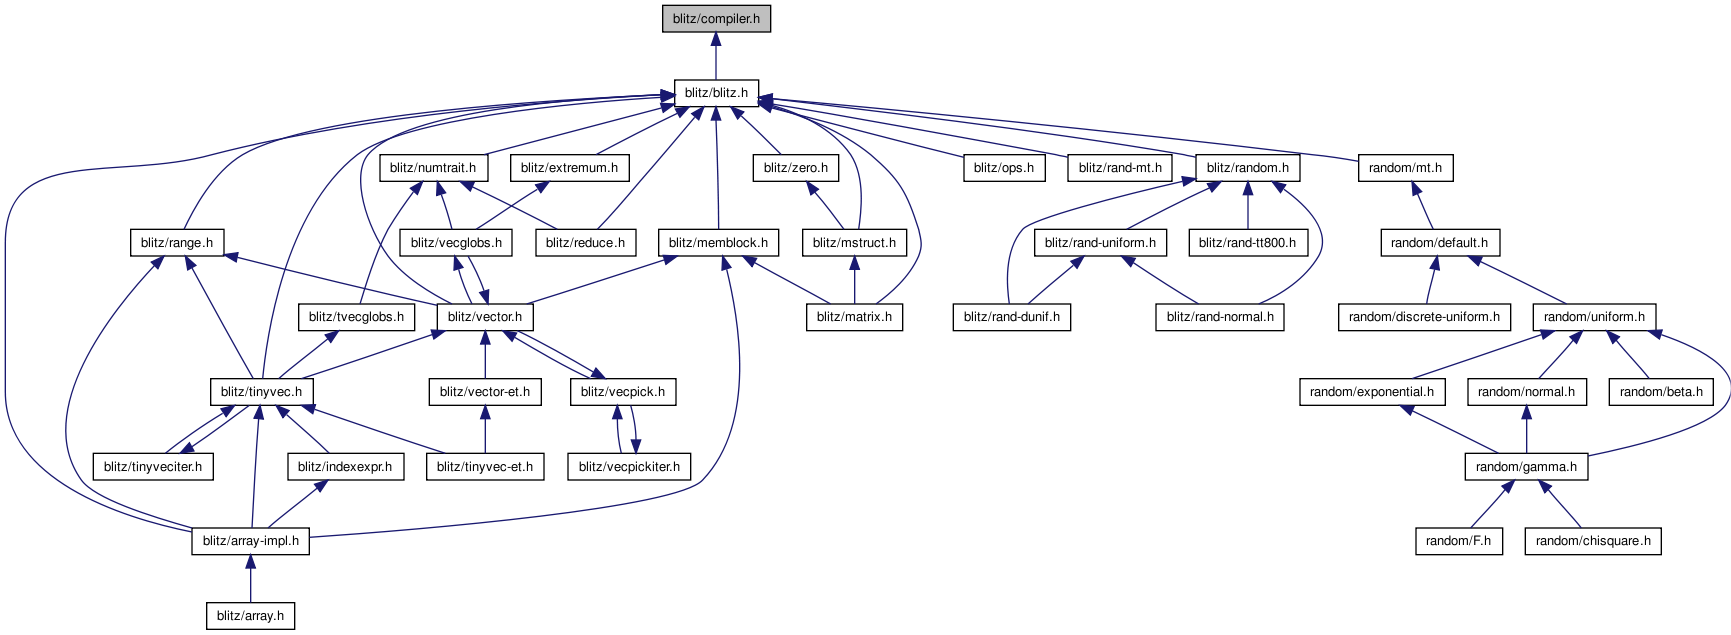 blitz/compiler.h
blitz/blitz.h
blitz/numtrait.h
blitz/extremum.h
blitz/zero.h
blitz/ops.h
blitz/rand-mt.h
blitz/random.h
random/mt.h
blitz/range.h
blitz/vecglobs.h
blitz/reduce.h
blitz/memblock.h
blitz/mstruct.h
blitz/rand-uniform.h
blitz/rand-tt800.h
random/default.h
blitz/tvecglobs.h
blitz/vector.h
blitz/matrix.h
blitz/rand-dunif.h
blitz/rand-normal.h
random/discrete-uniform.h
random/uniform.h
blitz/tinyvec.h
blitz/vector-et.h
blitz/vecpick.h
random/exponential.h
random/normal.h
random/beta.h
blitz/tinyveciter.h
blitz/indexexpr.h
blitz/tinyvec-et.h
blitz/vecpickiter.h
random/gamma.h
blitz/array-impl.h
random/F.h
random/chisquare.h
blitz/array.h